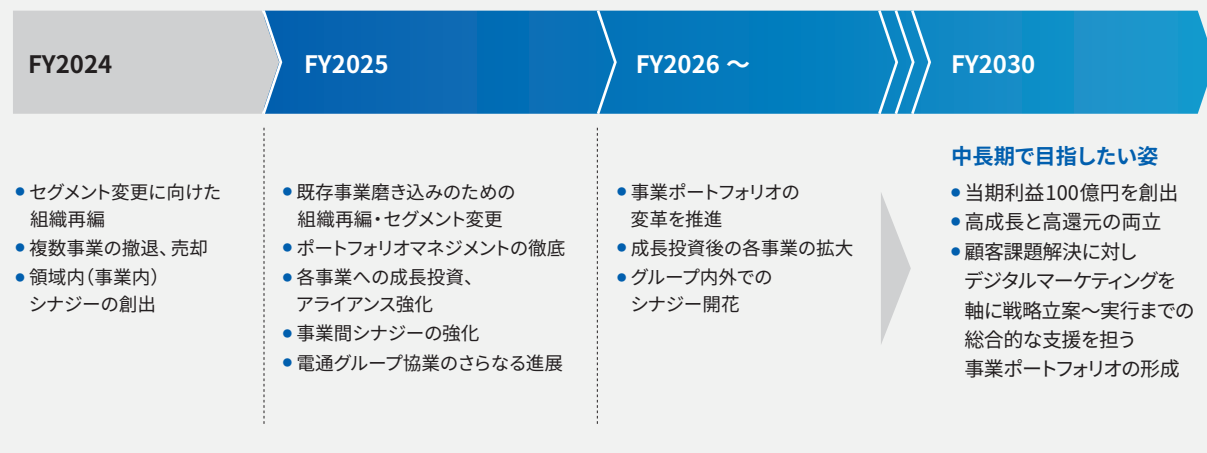 FY2024
FY2025
FY2026 ～
FY2030
● セグメント変更に向けた
組織再編
● 複数事業の撤退、売却
● 領域内（事業内）
シナジーの創出
● 既存事業磨き込みのための
組織再編・セグメント変更
● ポートフォリオマネジメントの徹底
● 各事業への成長投資、
アライアンス強化
● 事業間シナジーの強化
● 電通グループ協業のさらなる進展
● 事業ポートフォリオの
変革を推進
● 成長投資後の各事業の拡大
● グループ内外での
シナジー開花
中長期で目指したい姿
● 当期利益100億円を創出
● 高成長と高還元の両立
● 顧客課題解決に対し
デジタルマーケティングを
軸に戦略立案～実行までの
総合的な支援を担う
事業ポートフォリオの形成